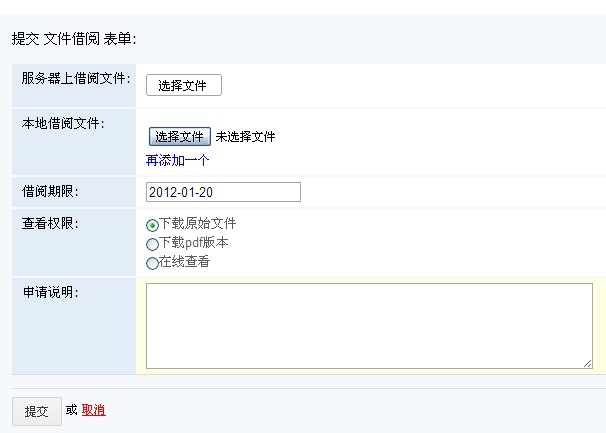 提交 文件借阅 表单:
服务器上借阅文件:
选择文件
本地借阅文件:
选择文件 未选择文件
再添加一个
借阅期限: 2012-01-20
查看权限:
下载原始文件
下载pdf版本
在线查看
申请说明:
提交 或 取消